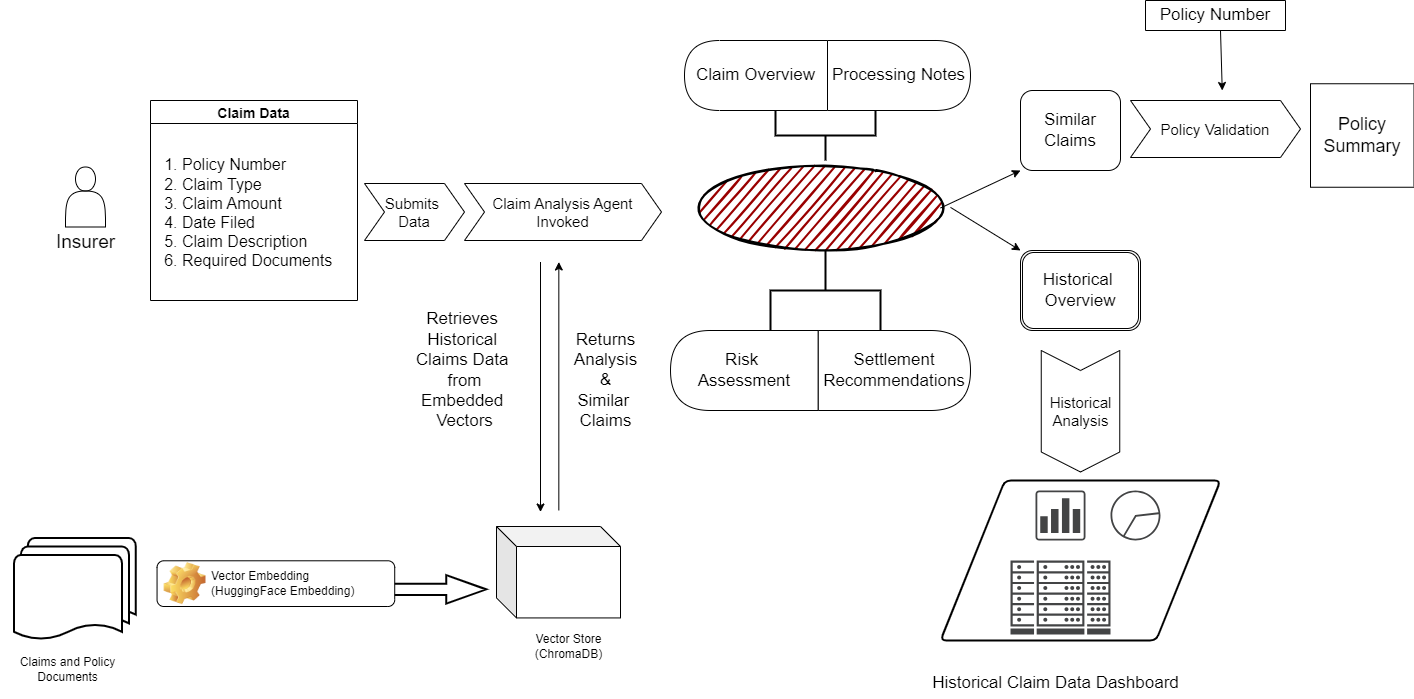 Policy Number
Claim Overview
Processing Notes
Claim Data
1. Policy Number
2. Claim Type
3. Claim Amount
4. Date Filed
5. Claim Description
6. Required Documents
Insurer
Submits
Data
Claim Analysis Agent
Invoked
Similar
Claims
Policy Validation
Policy
Summary
Historical
Overview
Retrieves
Historical
Claims Data
from
Embedded
Vectors
Returns
Analysis
&
Similar
Claims
Risk
Assessment
Settlement
Recommendations
Historical
Analysis
Vector Embedding
(HuggingFace Embedding)
Vector Store
(ChromaDB)
Claims and Policy
Documents
Historical Claim Data Dashboard